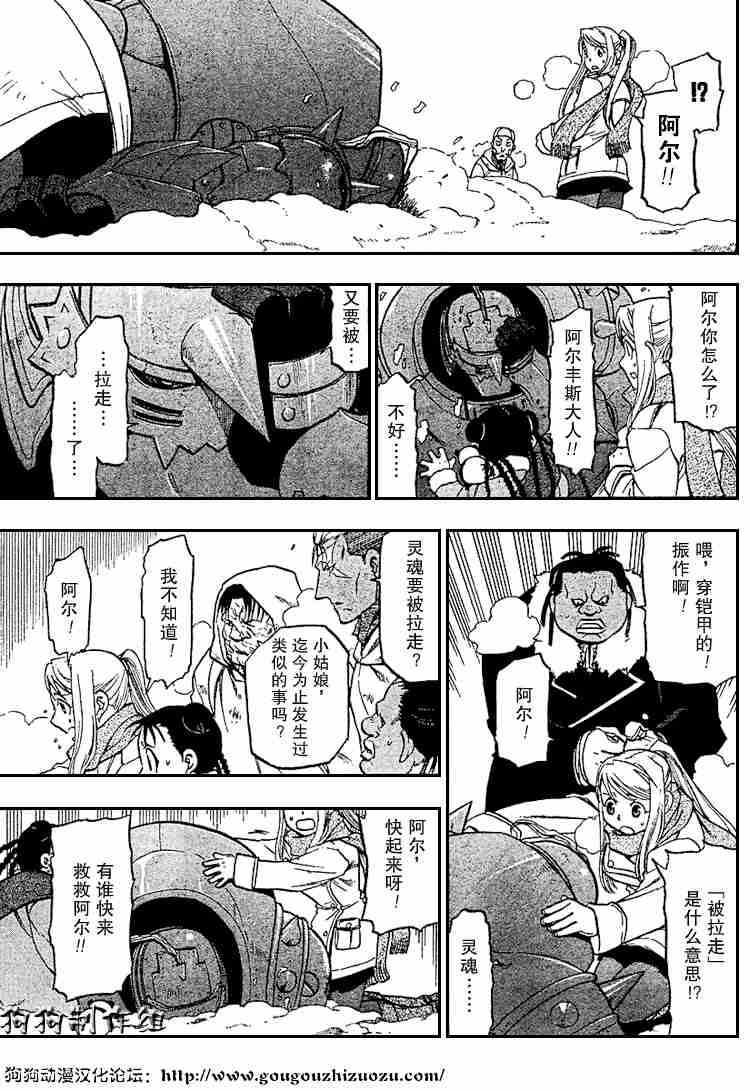 !?
阿尔!!
阿尔你怎么了!?
阿尔丰斯大人!!
不好……
又要被…
…拉走…
……了…
喂，穿铠甲的！
振作啊！
阿尔！
「被拉走」
是什么意思!?
灵魂…
灵魂要被拉走？
小姑娘，
迄今为止发生过
类似的事吗？
我不知道！
阿尔！
阿尔，
快起来呀！
有谁快来
救救阿尔！
狗狗制作组
狗狗动漫汉化论坛：http://www.gougouzhizuozu.com/